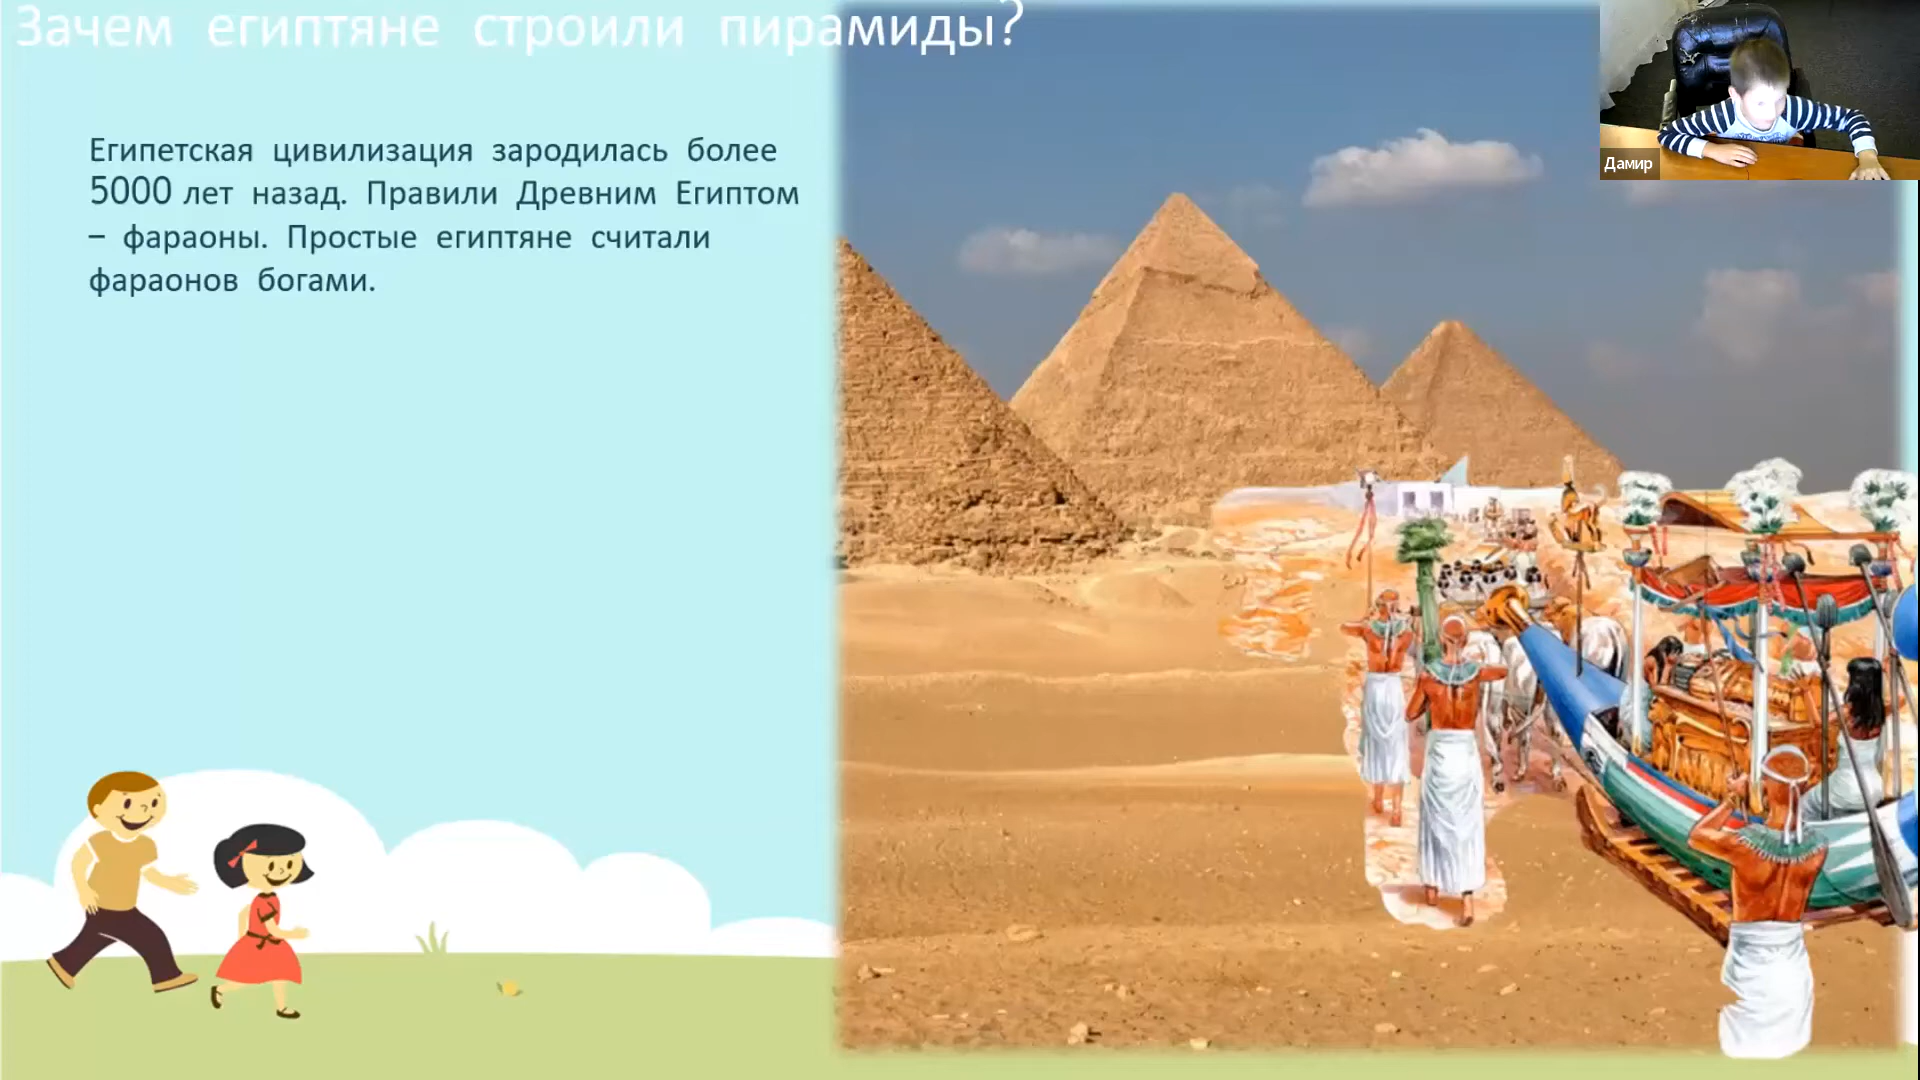 Зачем египтяне строили пирамиды?
Египетская цивилизация зародилась более
5000 лет назад. Правили Древним Египтом
– фараоны. Простые египтяне считали
фараонов богами.
Дамир